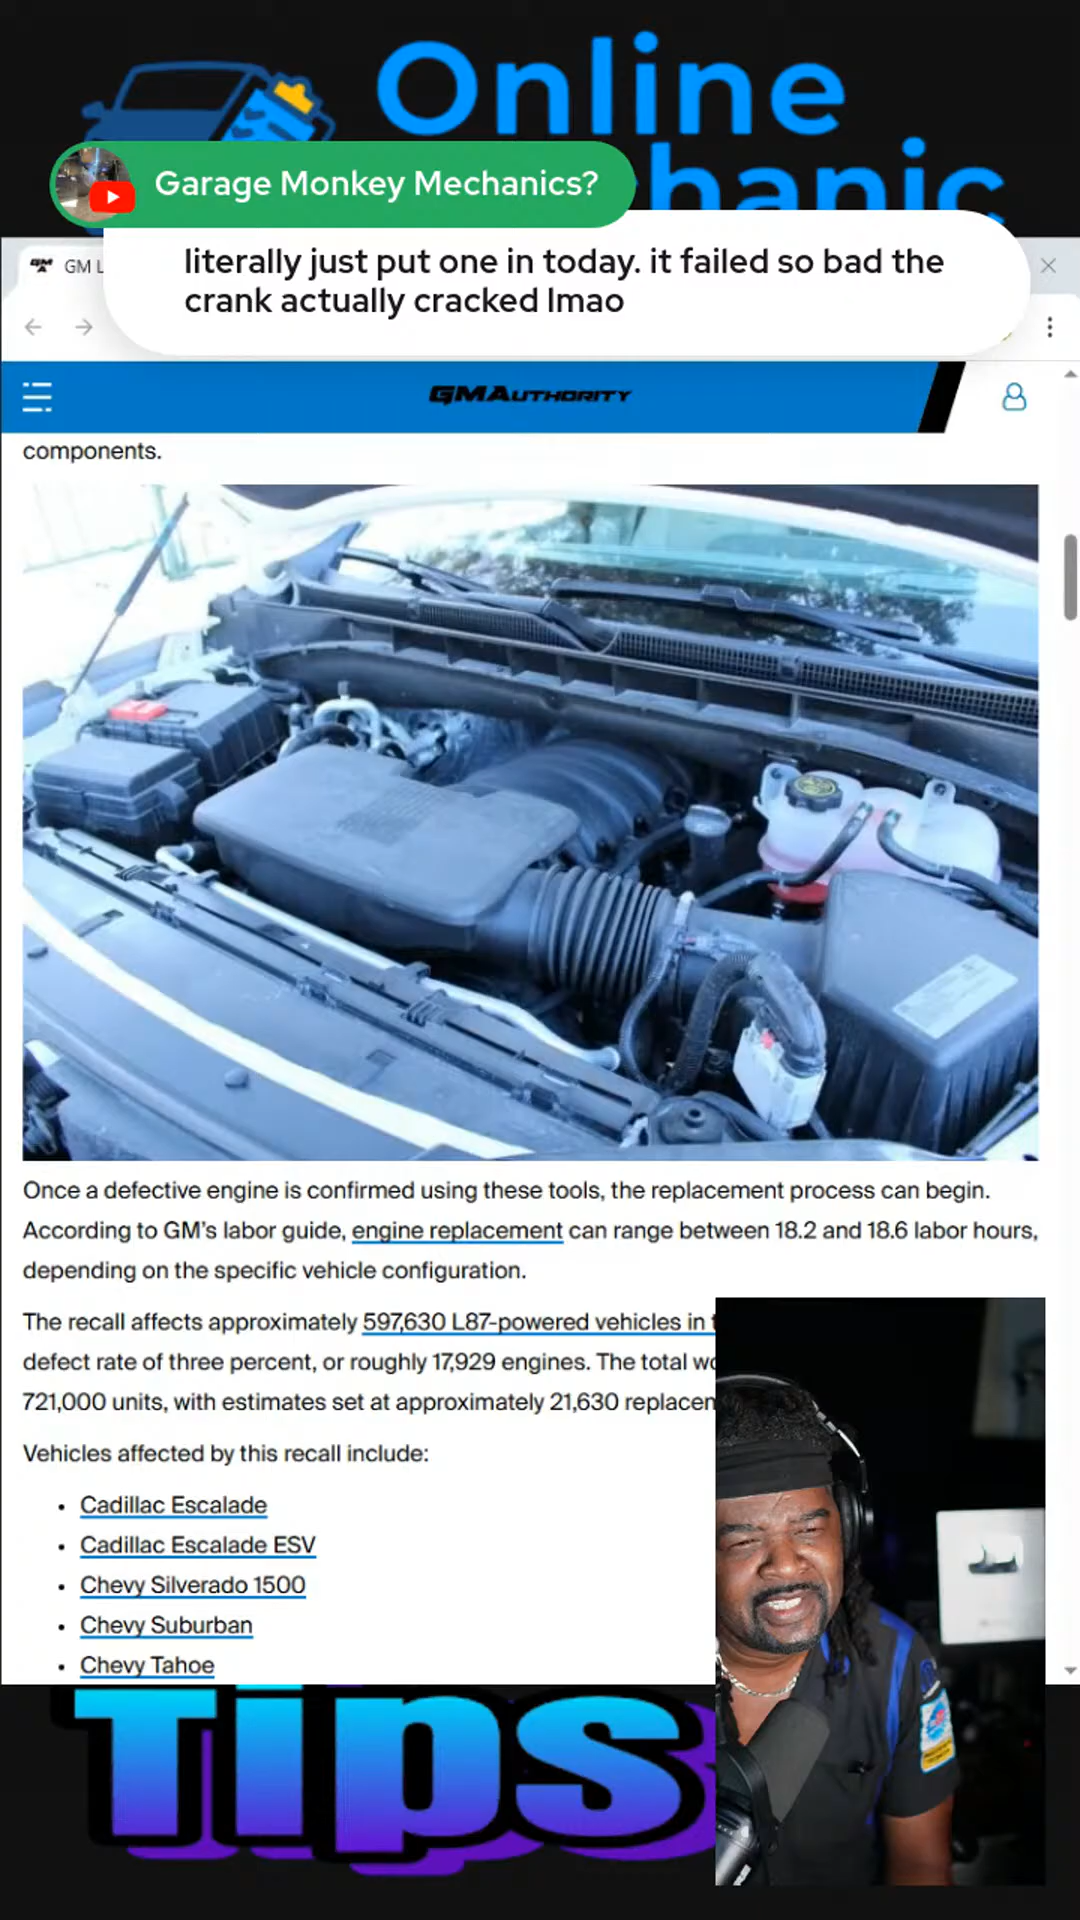 Online
hanic
Garage Monkey Mechanics?
literally just put one in today. it failed so bad the
crank actually cracked lmao
GM L
GMAUTHORITY
components.
Once a defective engine is confirmed using these tools, the replacement process can begin.
According to GM's labor guide, engine replacement can range between 18.2 and 18.6 labor hours,
depending on the specific vehicle configuration.
The recall affects approximately 597,630 L87-powered vehicles in
defect rate of three percent, or roughly 17,929 engines. The total
721,000 units, with estimates set at approximately 21,630
Vehicles affected by this recall include:
• Cadillac Escalade
• Cadillac Escalade ESV
• Chevy Silverado 1500
• Chevy Suburban
• Chevy Tahoe
Tips